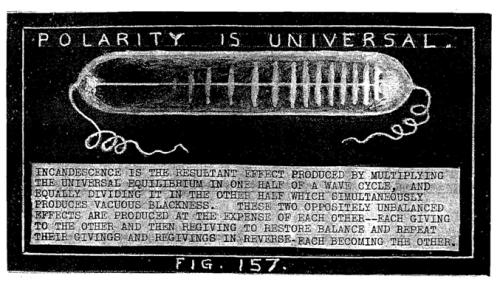 POLARITY IS UNIVERSAL.
INCANDESCENCE IS THE RESULTANT EFFECT PRODUCED BY MULTIPLYING
THE UNIVERSAL EQUILIBRIUM IN ONE HALF OF A WAVE CYCLE, AND
EQUALLY DIVIDING IT IN THE OTHER HALF WHICH SIMULTANEOUSLY
PRODUCES VACUOUS BLACKNESS. THESE TWO OPPOSITELY UNBALANCED
EFFECTS ARE PRODUCED AT THE EXPENSE OF EACH OTHER--EACH GIVING
TO THE OTHER AND THEN REGIVING TO RESTORE BALANCE AND REPEAT
THEIR GIVINGS AND REGIVINGS IN REVERSE-EACH BECOMING THE OTHER.
FIG. 157.